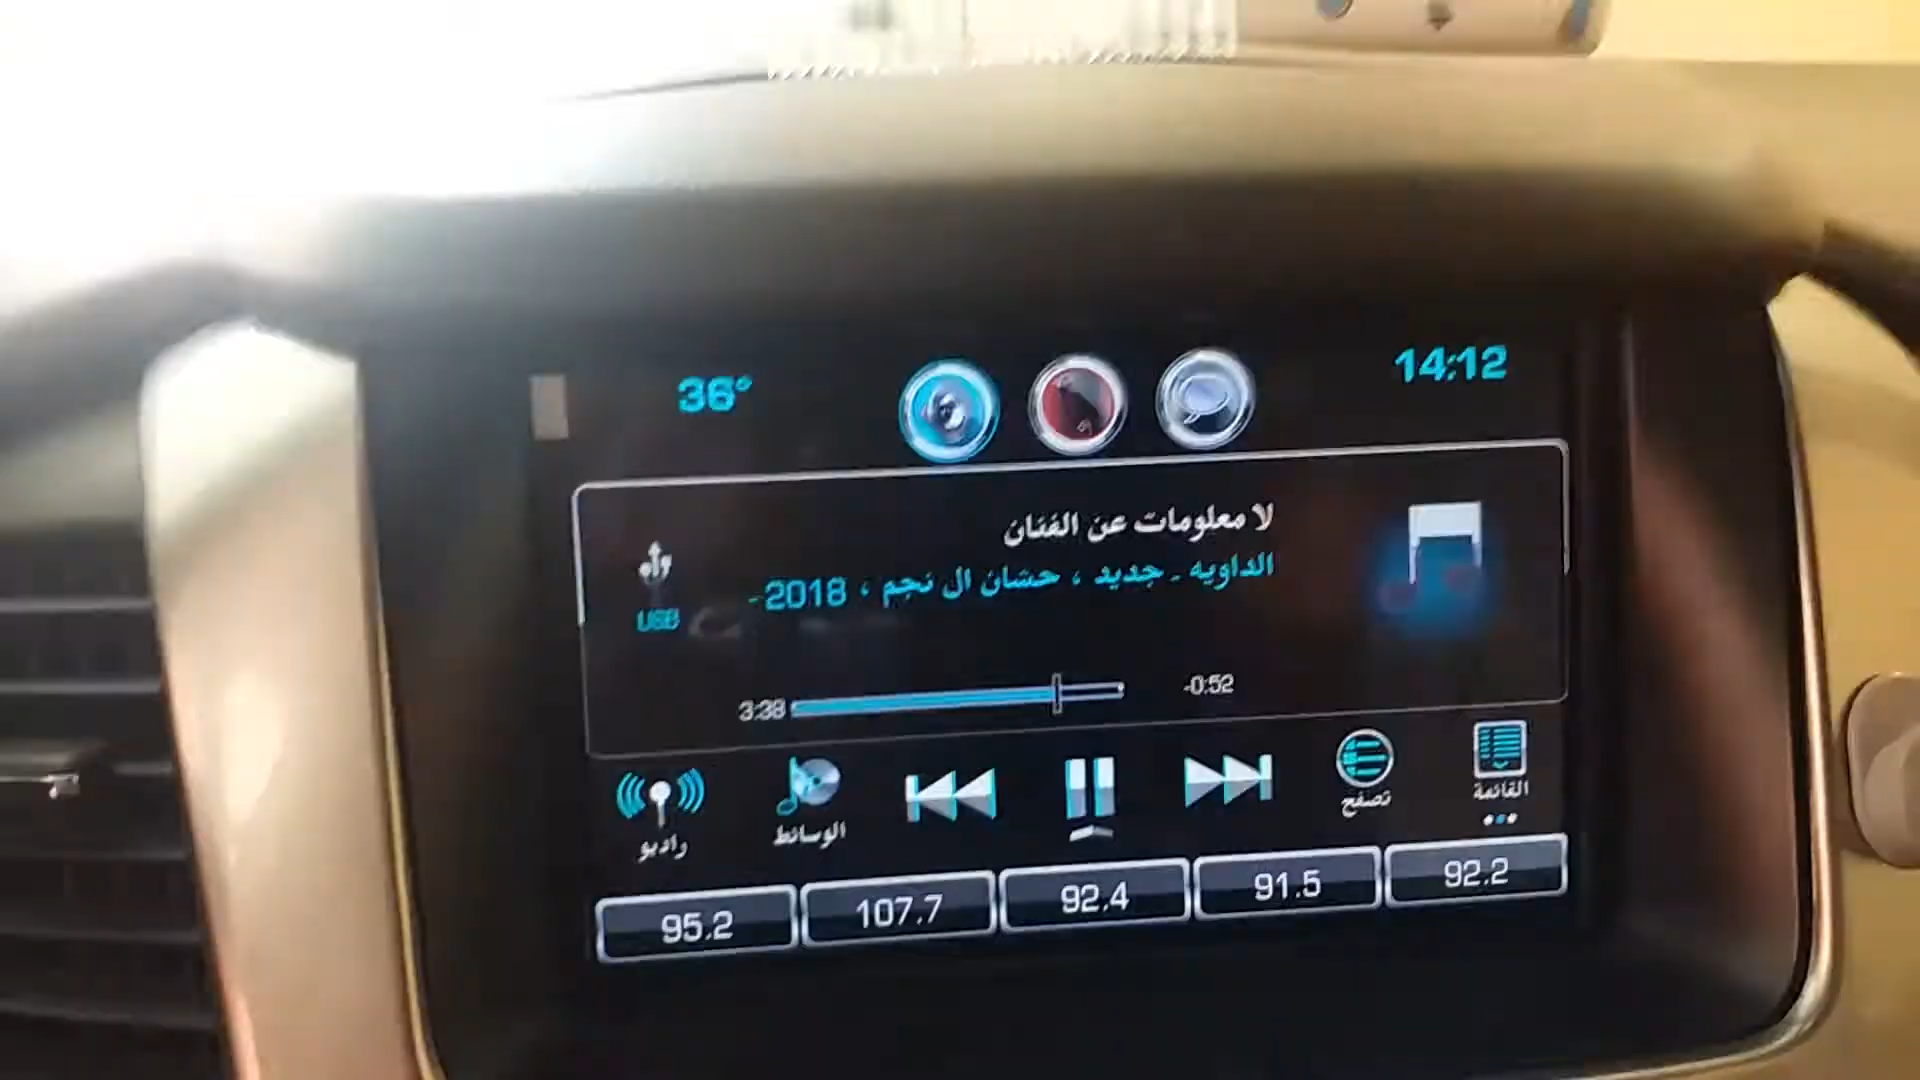 36°
14:12
لا معلومات عن الفنان
الداويه - جديد ، حشان ال نجم ، 2018-
USB
3:38
-0:52
راديو
الوسائط
تصفح
القائمة
95.2
107.7
92.4
91.5
92.2